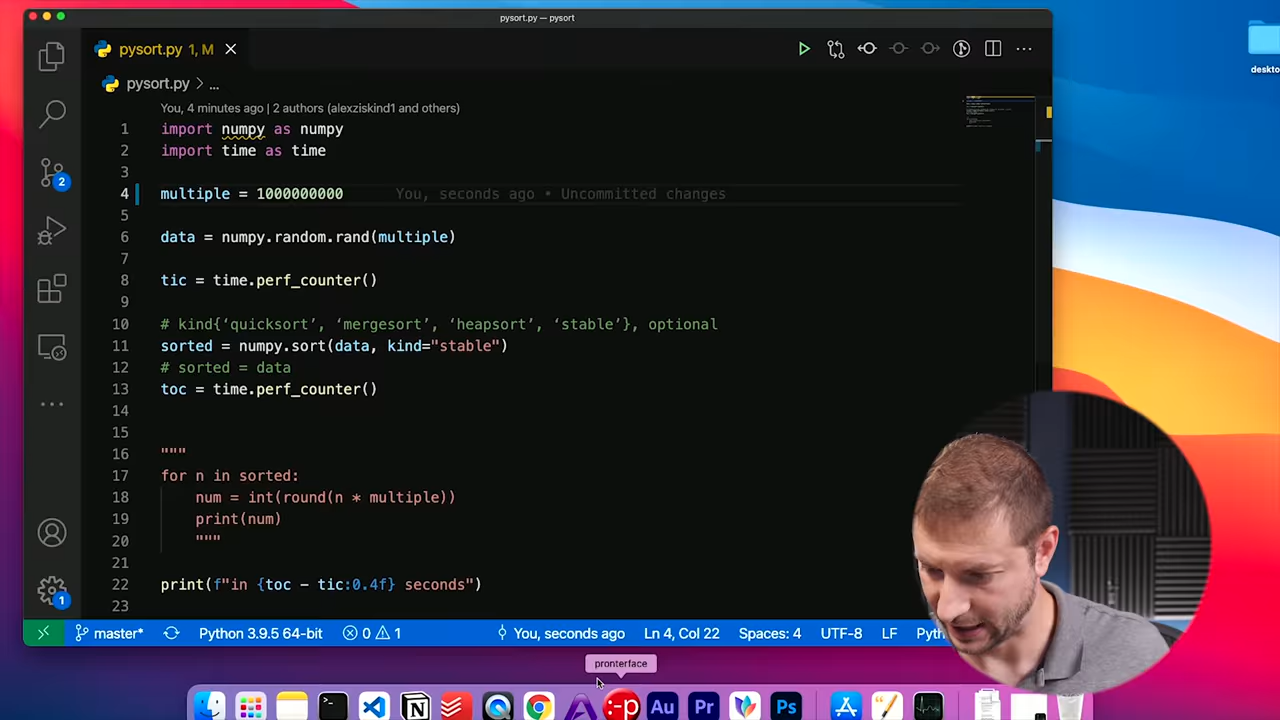 pysort.py — pysort
pysort.py 1, M
pysort.py > ...
You, 4 minutes ago | 2 authors (alexziskind1 and others)
1 import numpy as numpy
2 import time as time
3
4 multiple = 1000000000 You, seconds ago • Uncommitted changes
5
6 data = numpy.random.rand(multiple)
7
8 tic = time.perf_counter()
9
10 # kind{‘quicksort’, ‘mergesort’, ‘heapsort’, ‘stable’}, optional
11 sorted = numpy.sort(data, kind="stable")
12 # sorted = data
13 toc = time.perf_counter()
14
15
16 """
17 for n in sorted:
18 num = int(round(n * multiple))
19 print(num)
20 """
21
22 print(f"in {toc - tic:0.4f} seconds")
23
2
1
deskto
master* Python 3.9.5 64-bit 0 1 You, seconds ago Ln 4, Col 22 Spaces: 4 UTF-8 LF Pyth
pronterface
N :-p Au Pr Ps